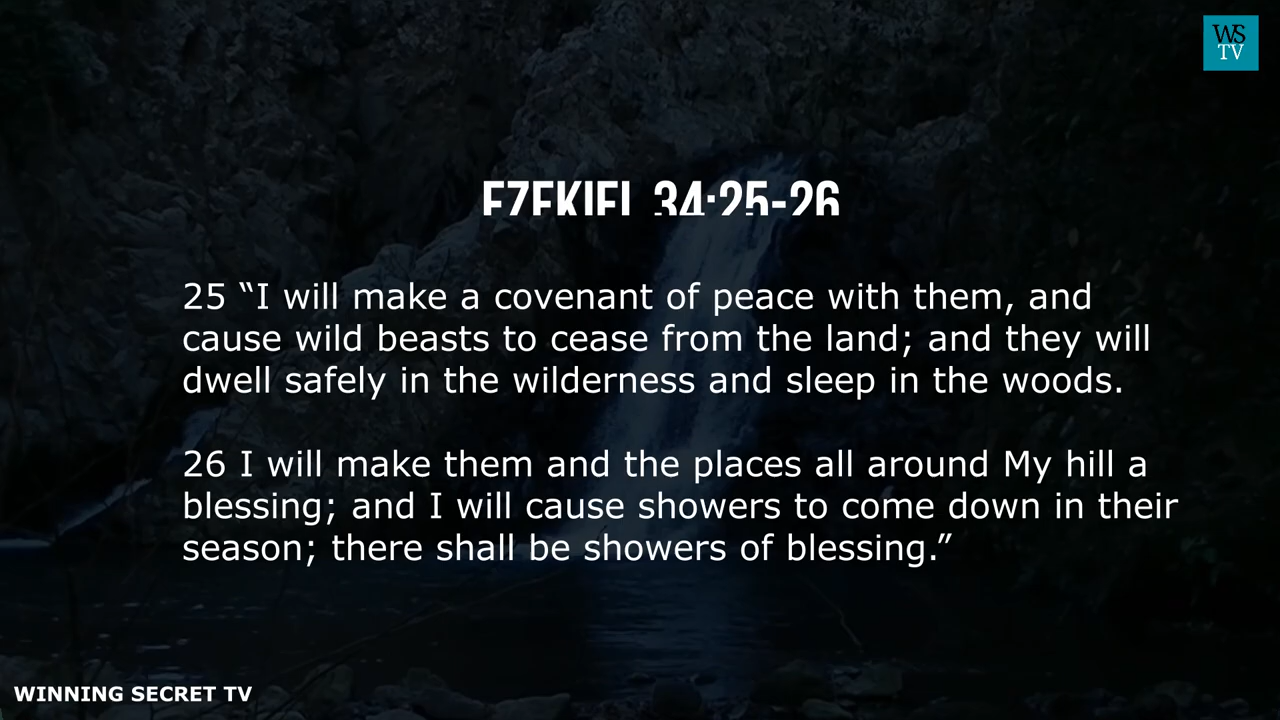 WS
TV
EZEKIEL 34:25-26
25 “I will make a covenant of peace with them, and
cause wild beasts to cease from the land; and they will
dwell safely in the wilderness and sleep in the woods.
26 I will make them and the places all around My hill a
blessing; and I will cause showers to come down in their
season; there shall be showers of blessing.”
WINNING SECRET TV